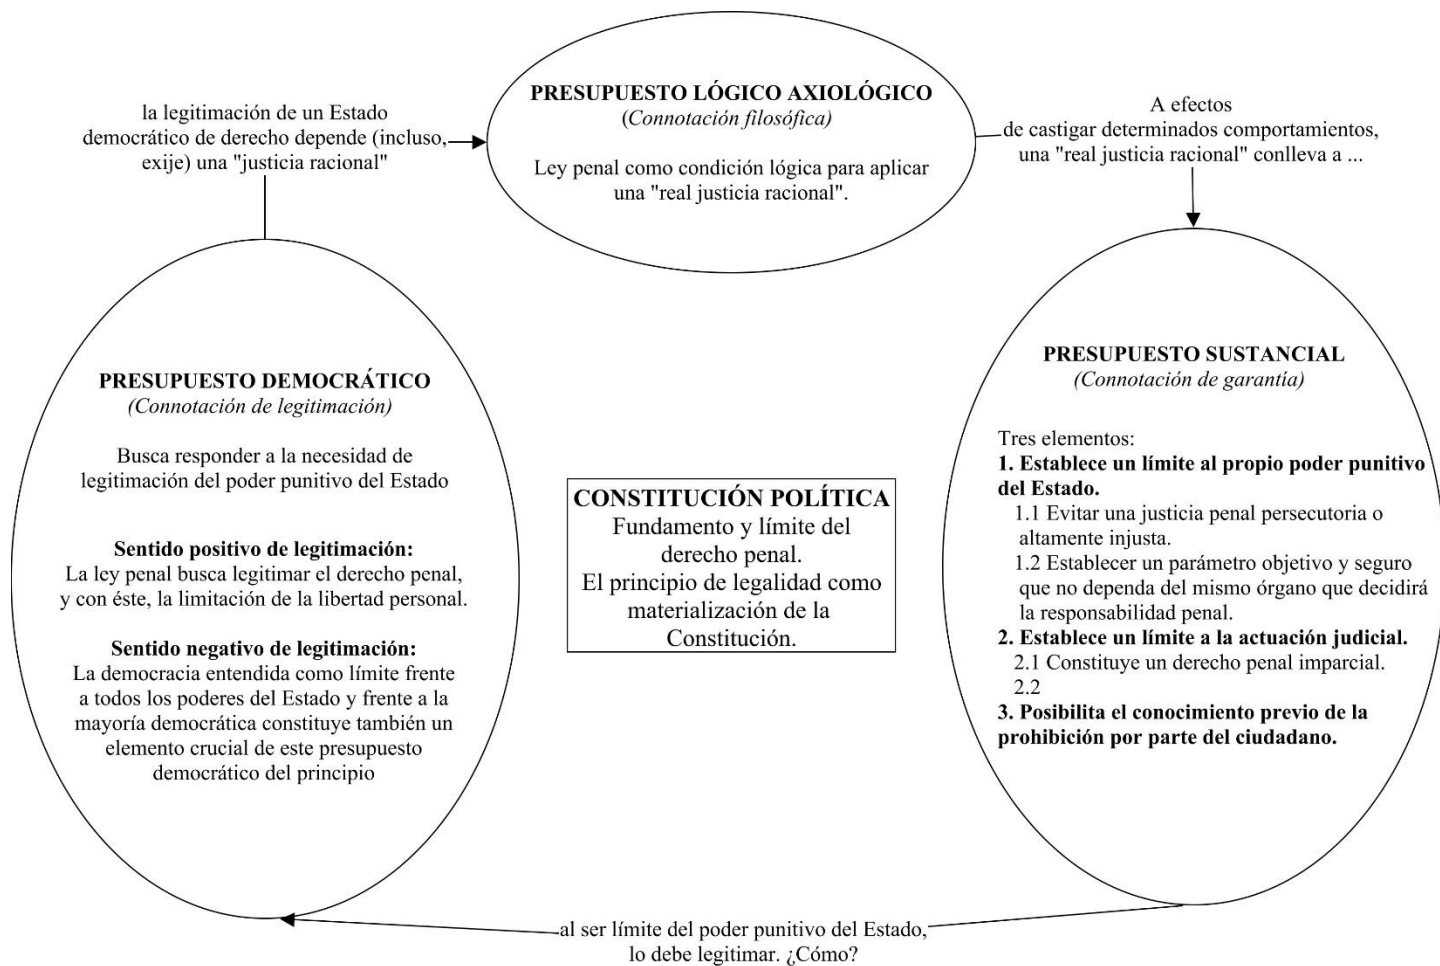 PRESUPUESTO LÓGICO AXIOLÓGICO
(Connotación filosófica)
Ley penal como condición lógica para aplicar
una "real justicia racional".
la legitimación de un Estado
democrático de derecho depende (incluso,
exije) una "justicia racional"
A efectos
de castigar determinados comportamientos,
una "real justicia racional" conlleva a ...
PRESUPUESTO DEMOCRÁTICO
(Connotación de legitimación)
Busca responder a la necesidad de
legitimación del poder punitivo del Estado
Sentido positivo de legitimación:
La ley penal busca legitimar el derecho penal,
y con éste, la limitación de la libertad personal.
Sentido negativo de legitimación:
La democracia entendida como límite frente
a todos los poderes del Estado y frente a la
mayoría democrática constituye también un
elemento crucial de este presupuesto
democrático del principio
CONSTITUCIÓN POLÍTICA
Fundamento y límite del
derecho penal.
El principio de legalidad como
materialización de la
Constitución.
PRESUPUESTO SUSTANCIAL
(Connotación de garantía)
Tres elementos:
1. Establece un límite al propio poder punitivo
del Estado.
1.1 Evitar una justicia penal persecutoria o
altamente injusta.
1.2 Establecer un parámetro objetivo y seguro
que no dependa del mismo órgano que decidirá
la responsabilidad penal.
2. Establece un límite a la actuación judicial.
2.1 Constituye un derecho penal imparcial.
2.2
3. Posibilita el conocimiento previo de la
prohibición por parte del ciudadano.
al ser límite del poder punitivo del Estado,
lo debe legitimar. ¿Cómo?